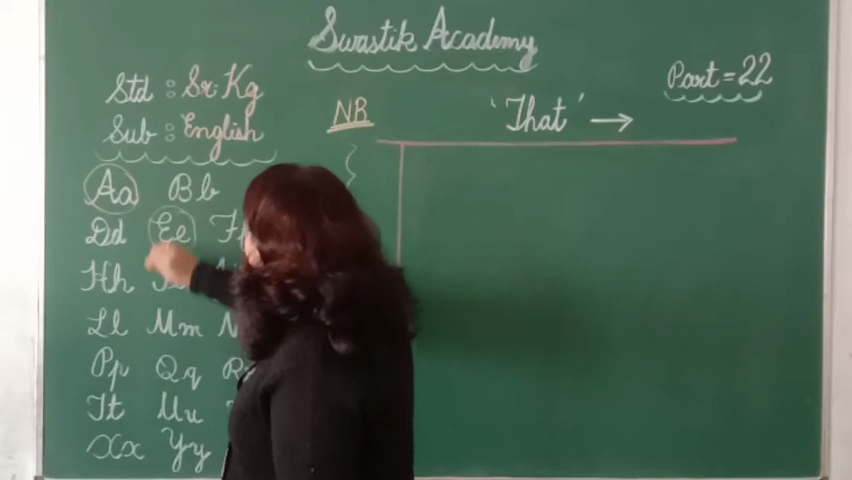 Swastik Academy
Std : Sr. Kg
Part = 22
Sub : English
NB
'That' →
Aa Bb
Dd Ee
Hh
Ll Mm
Pp Qq
Tt Uu
Xx Yy